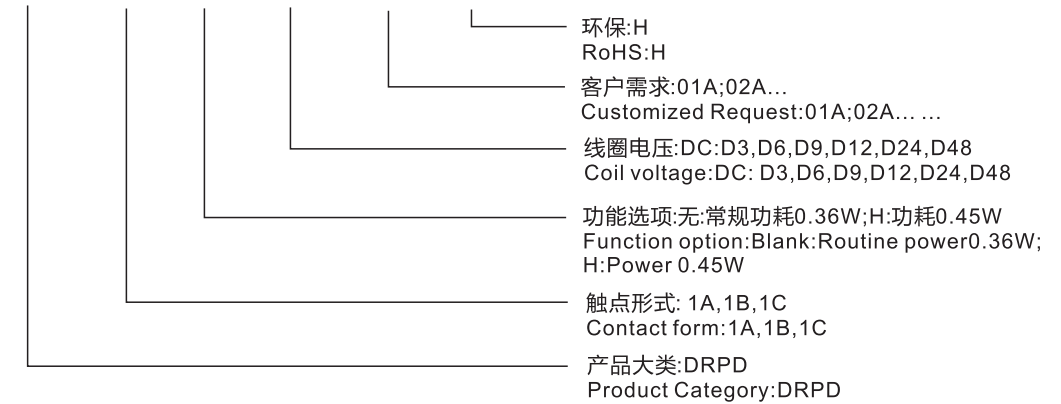 环保:H
RoHS:H
客户需求:01A;02A...
Customized Request:01A;02A... ...
线圈电压:DC:D3,D6,D9,D12,D24,D48
Coil voltage:DC: D3,D6,D9,D12,D24,D48
功能选项:无:常规功耗0.36W;H:功耗0.45W
Function option:Blank:Routine power0.36W;
H:Power 0.45W
触点形式: 1A,1B,1C
Contact form:1A,1B,1C
产品大类:DRPD
Product Category:DRPD